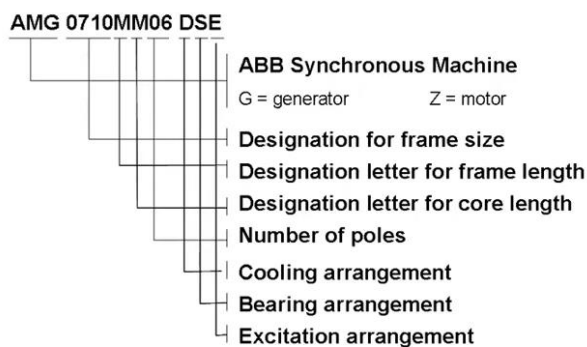 AMG 0710MM06 DSE
ABB Synchronous Machine
G = generator Z = motor
Designation for frame size
Designation letter for frame length
Designation letter for core length
Number of poles
Cooling arrangement
Bearing arrangement
Excitation arrangement